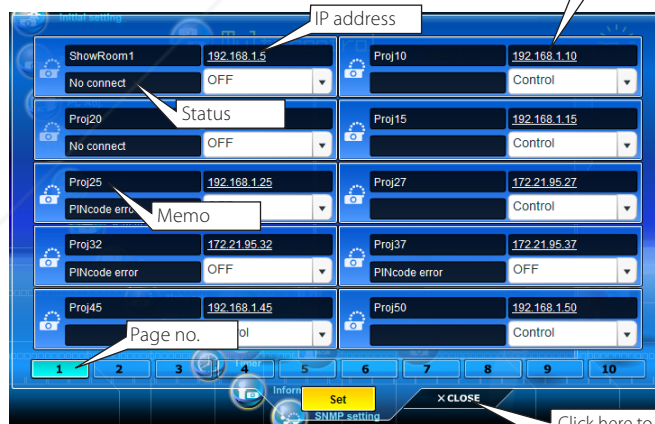 Initial setting
IP address
ShowRoom1 192.168.1.5
No connect OFF
Proj10 192.168.1.10
Control
Status
Proj20
No connect OFF
Proj15 192.168.1.15
Control
Proj25 192.168.1.25
PINcode
Memo
Proj27 172.21.95.27
Control
Proj32 172.21.95.32
PINcode error OFF
Proj37 172.21.95.37
PINcode error OFF
Proj45 192.168.1.45
Page no.
Proj50 192.168.1.50
Control
1 2 3 4 5 6 7 8 9 10
Timer
Set
× CLOSE
SNMP setting
Click here to